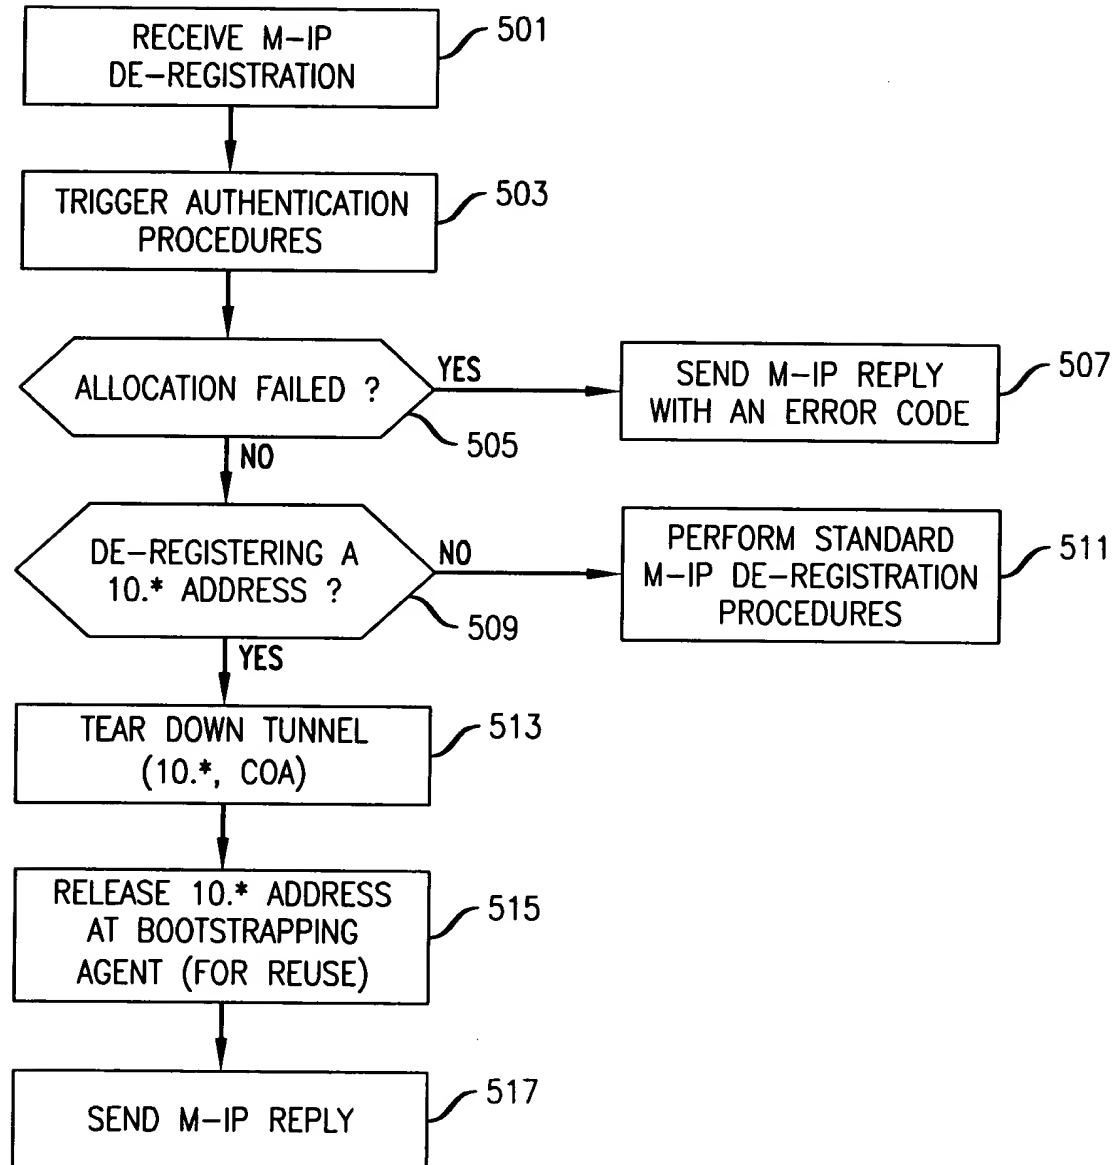 RECEIVE M-IP
DE-REGISTRATION
501
TRIGGER AUTHENTICATION
PROCEDURES
503
ALLOCATION FAILED ?
505
YES
NO
SEND M-IP REPLY
WITH AN ERROR CODE
507
DE-REGISTERING A
10.* ADDRESS ?
509
NO
YES
PERFORM STANDARD
M-IP DE-REGISTRATION
PROCEDURES
511
TEAR DOWN TUNNEL
(10.*, COA)
513
RELEASE 10.* ADDRESS
AT BOOTSTRAPPING
AGENT (FOR REUSE)
515
SEND M-IP REPLY
517